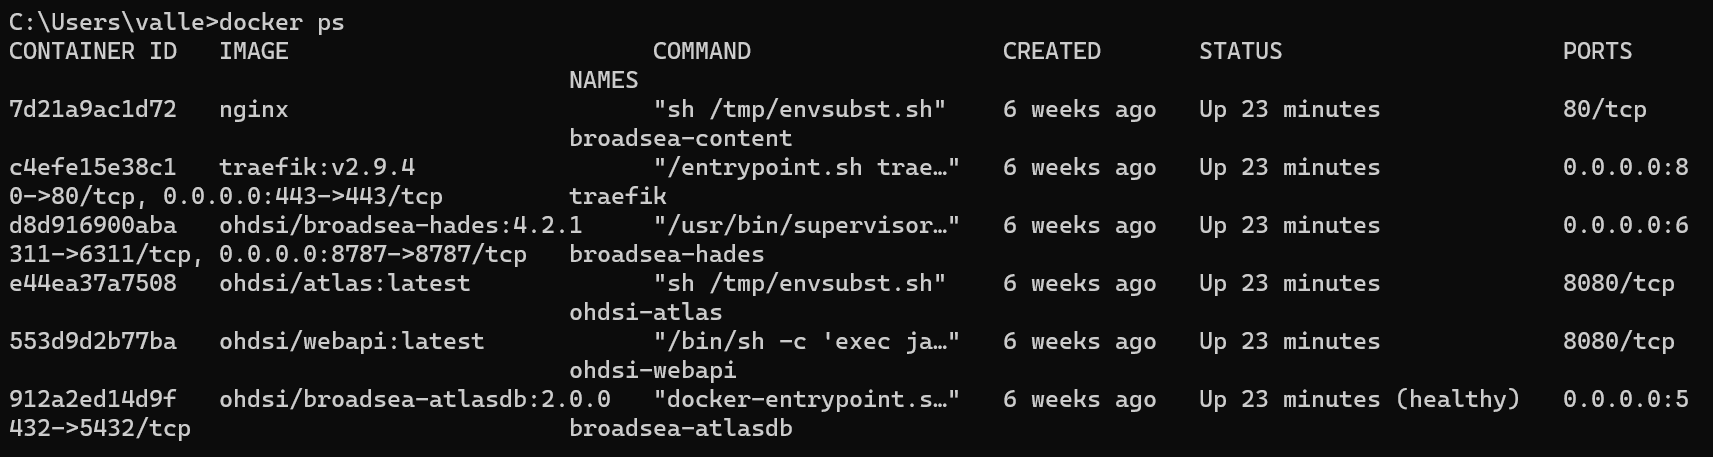 C:\Users\valle>docker ps
CONTAINER ID   IMAGE                          COMMAND                  CREATED       STATUS                    PORTS
                                        NAMES
7d21a9ac1d72   nginx                          "sh /tmp/envsubst.sh"    6 weeks ago   Up 23 minutes             80/tcp
                                        broadsea-content
c4efe15e38c1   traefik:v2.9.4                 "/entrypoint.sh trae…"   6 weeks ago   Up 23 minutes             0.0.0.0:8
0->80/tcp, 0.0.0.0:443->443/tcp         traefik
d8d916900aba   ohdsi/broadsea-hades:4.2.1     "/usr/bin/supervisor…"   6 weeks ago   Up 23 minutes             0.0.0.0:6
311->6311/tcp, 0.0.0.0:8787->8787/tcp   broadsea-hades
e44ea37a7508   ohdsi/atlas:latest             "sh /tmp/envsubst.sh"    6 weeks ago   Up 23 minutes             8080/tcp
                                        ohdsi-atlas
553d9d2b77ba   ohdsi/webapi:latest            "/bin/sh -c 'exec ja…"   6 weeks ago   Up 23 minutes             8080/tcp
                                        ohdsi-webapi
912a2ed14d9f   ohdsi/broadsea-atlasdb:2.0.0   "docker-entrypoint.s…"   6 weeks ago   Up 23 minutes (healthy)   0.0.0.0:5
432->5432/tcp                           broadsea-atlasdb